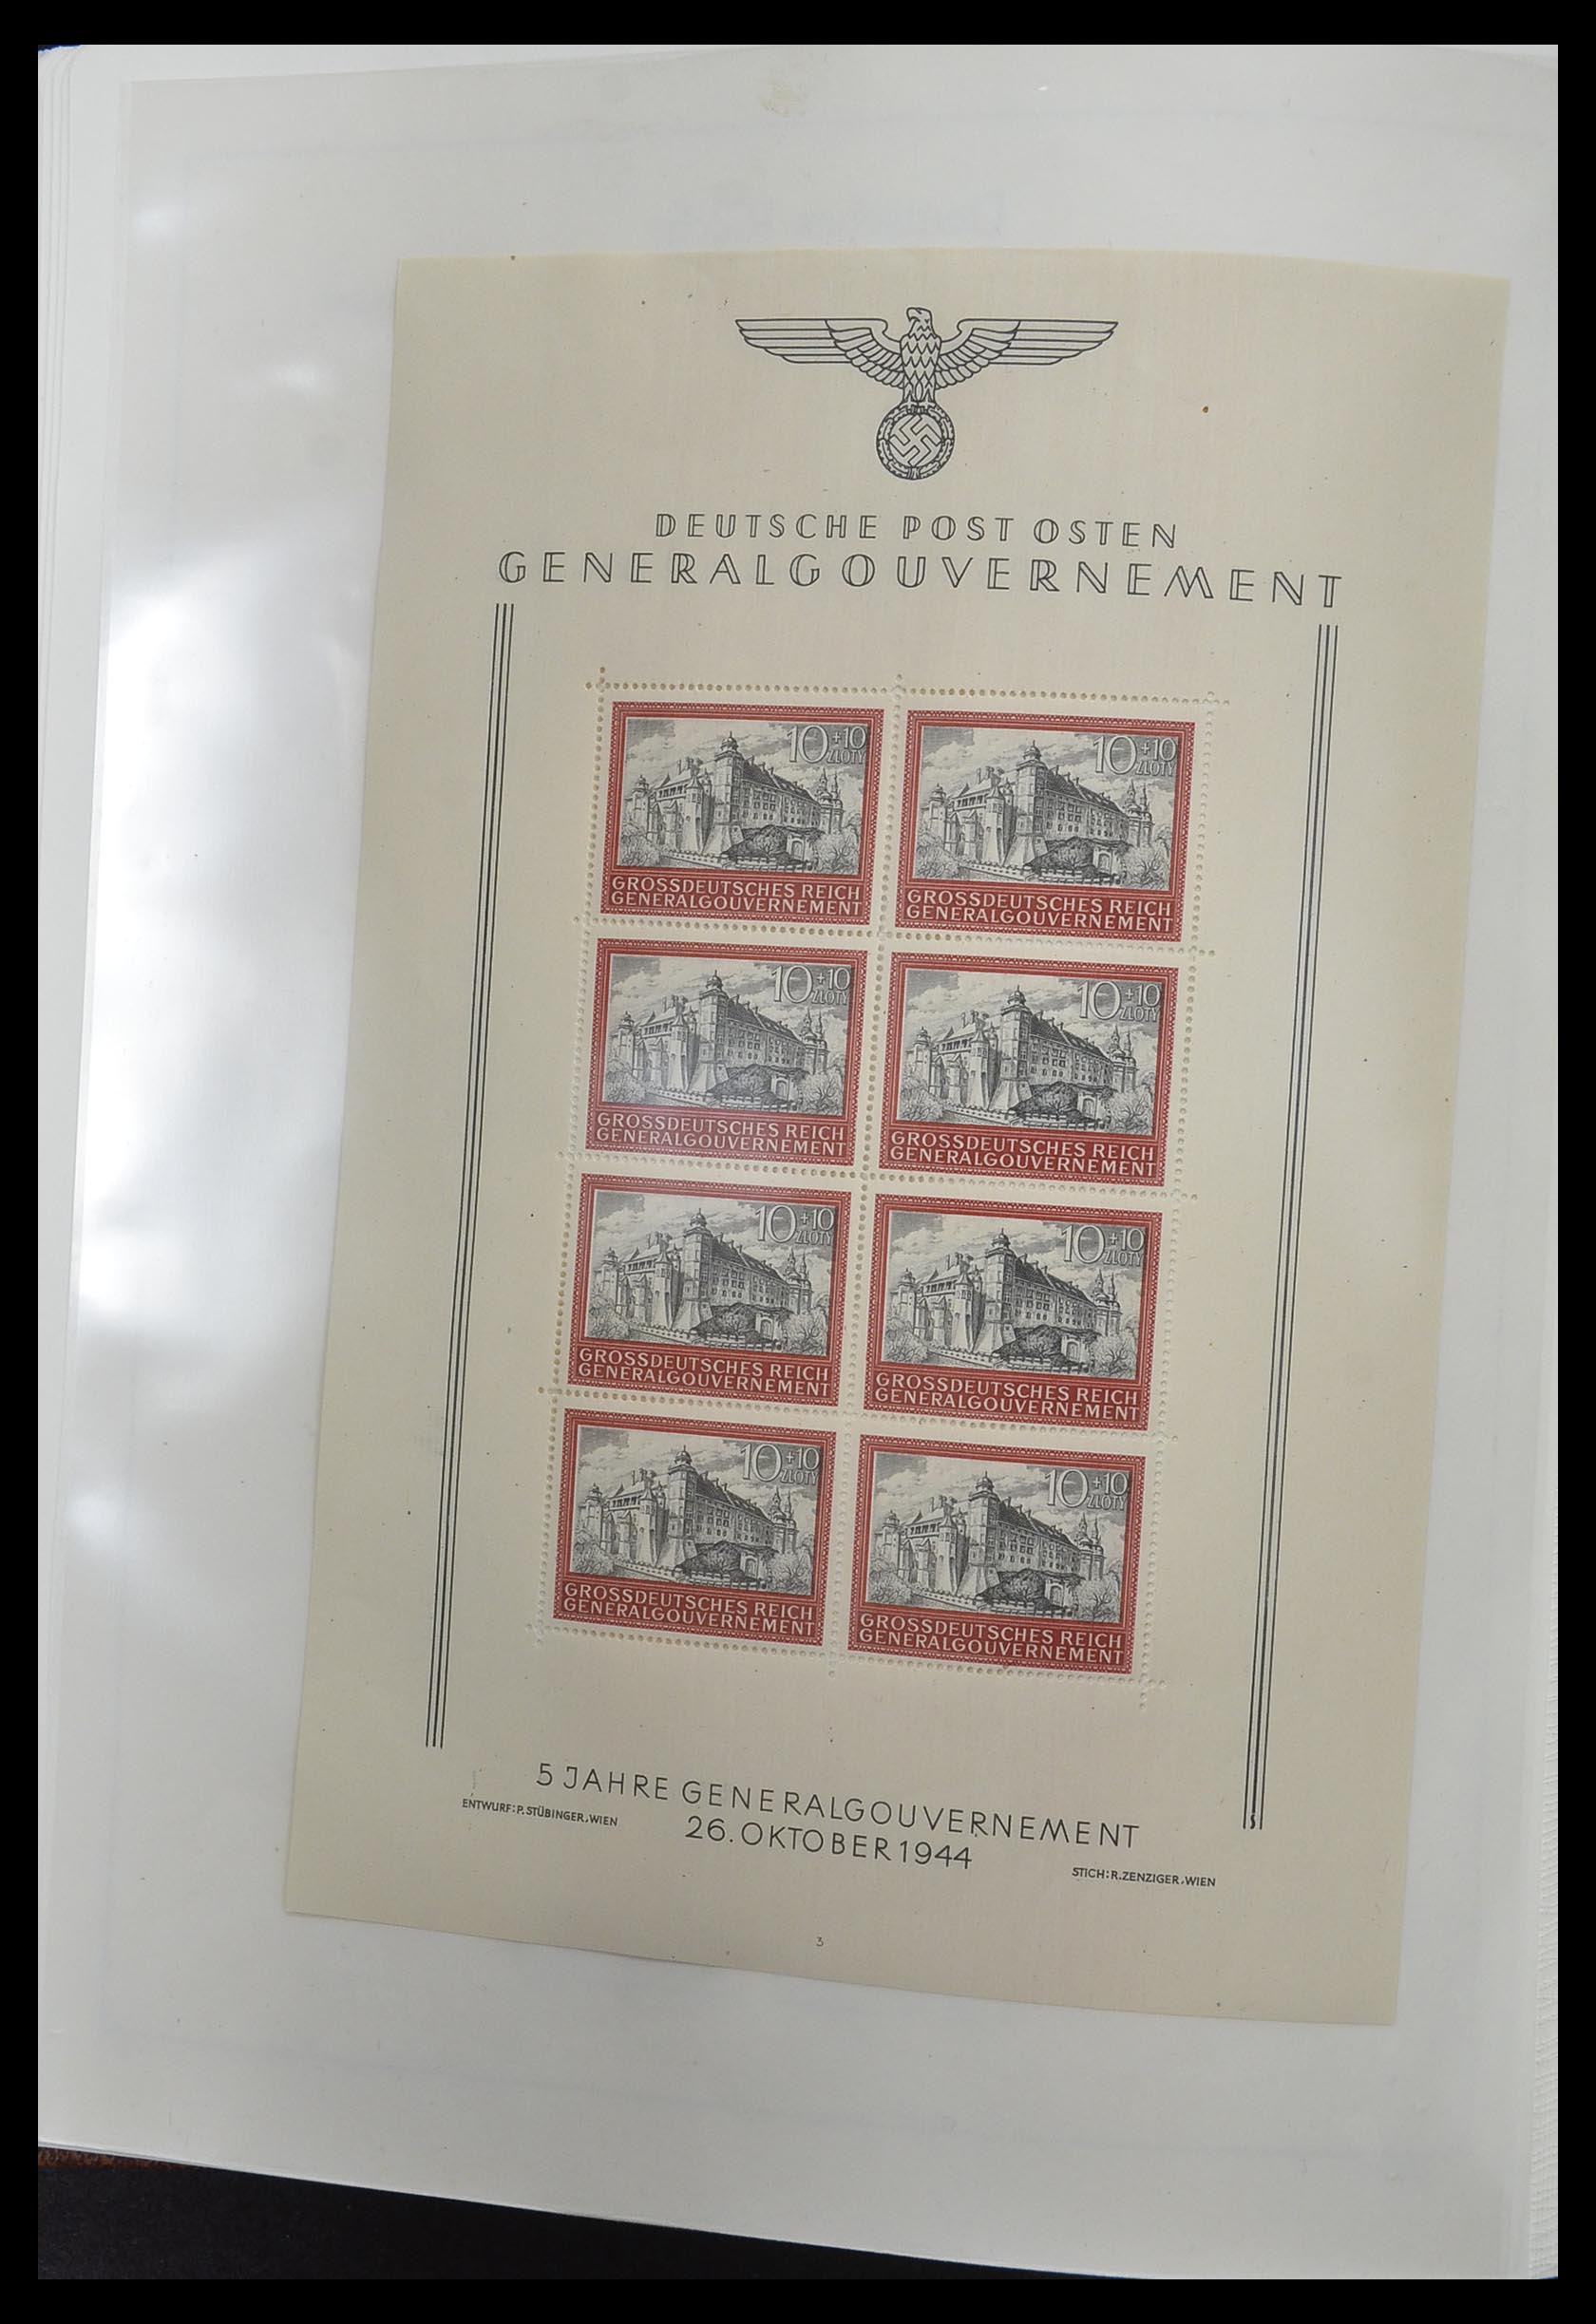 DEUTSCHE POST OSTEN
GENERALGOUVERNEMENT
10+10
ZLOTY
GROSSDEUTSCHES REICH
GENERALGOUVERNEMENT
10+10
ZLOTY
GROSSDEUTSCHES REICH
GENERALGOUVERNEMENT
10+10
ZLOTY
GROSSDEUTSCHES REICH
GENERALGOUVERNEMENT
10+10
ZLOTY
GROSSDEUTSCHES REICH
GENERALGOUVERNEMENT
10+10
ZLOTY
GROSSDEUTSCHES REICH
GENERALGOUVERNEMENT
10+10
ZLOTY
GROSSDEUTSCHES REICH
GENERALGOUVERNEMENT
10+10
ZLOTY
GROSSDEUTSCHES REICH
GENERALGOUVERNEMENT
10+10
ZLOTY
GROSSDEUTSCHES REICH
GENERALGOUVERNEMENT
5 JAHRE GENERALGOUVERNEMENT
26. OKTOBER 1944
ENTWURF: P. STÜBINGER, WIEN
STICH: R. ZENZIGER, WIEN
3